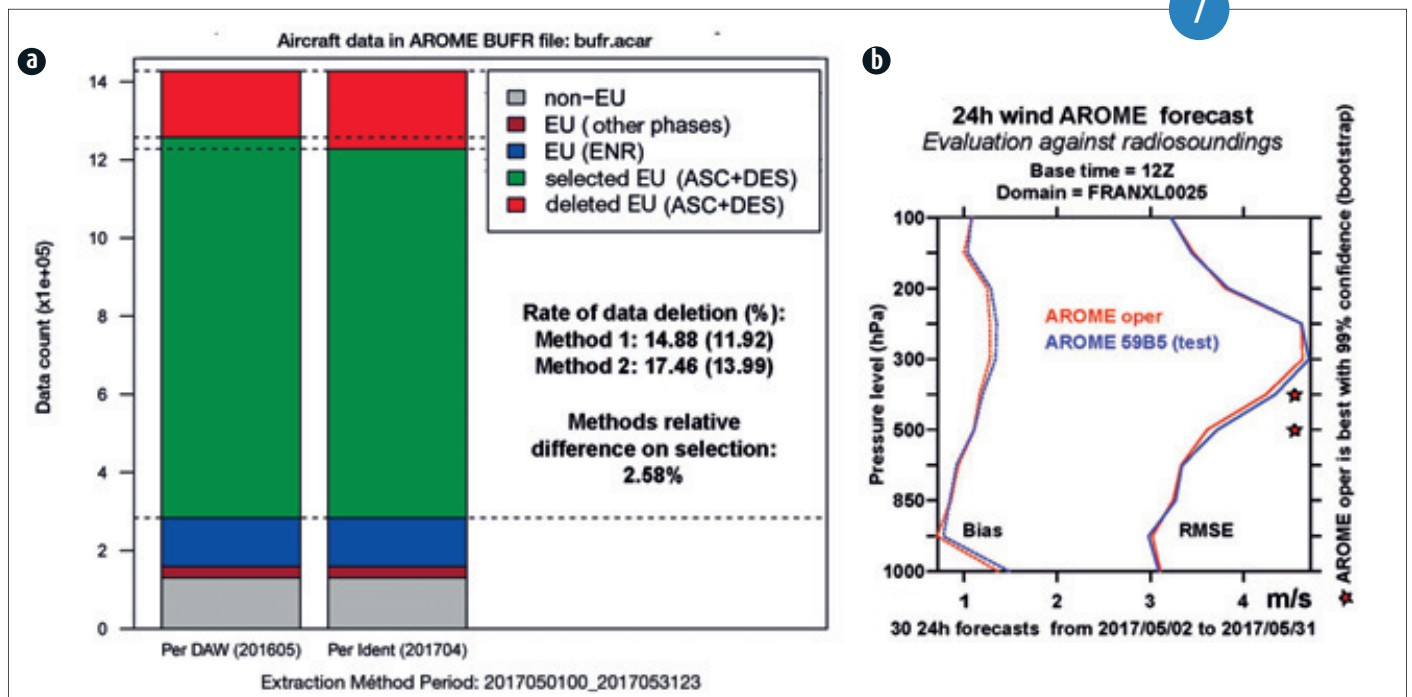 7
a
Aircraft data in AROME BUFR file: bufr.acar
14
12
10
8
6
4
2
0
Data count (x1e+05)
non-EU
EU (other phases)
EU (ENR)
selected EU (ASC+DES)
deleted EU (ASC+DES)
Rate of data deletion (%):
Method 1: 14.88 (11.92)
Method 2: 17.46 (13.99)
Methods relative
difference on selection:
2.58%
Per DAW (201605)
Per Ident (201704)
Extraction Méthod Period: 2017050100_2017053123
b
24h wind AROME forecast
Evaluation against radiosoundings
Base time = 12Z
Domain = FRANXL0025
100
200
300
500
850
1000
Pressure level (hPa)
AROME oper
AROME 59B5 (test)
Bias
RMSE
1
2
3
4
m/s
30 24h forecasts from 2017/05/02 to 2017/05/31
AROME oper is best with 99% confidence (bootstrap)